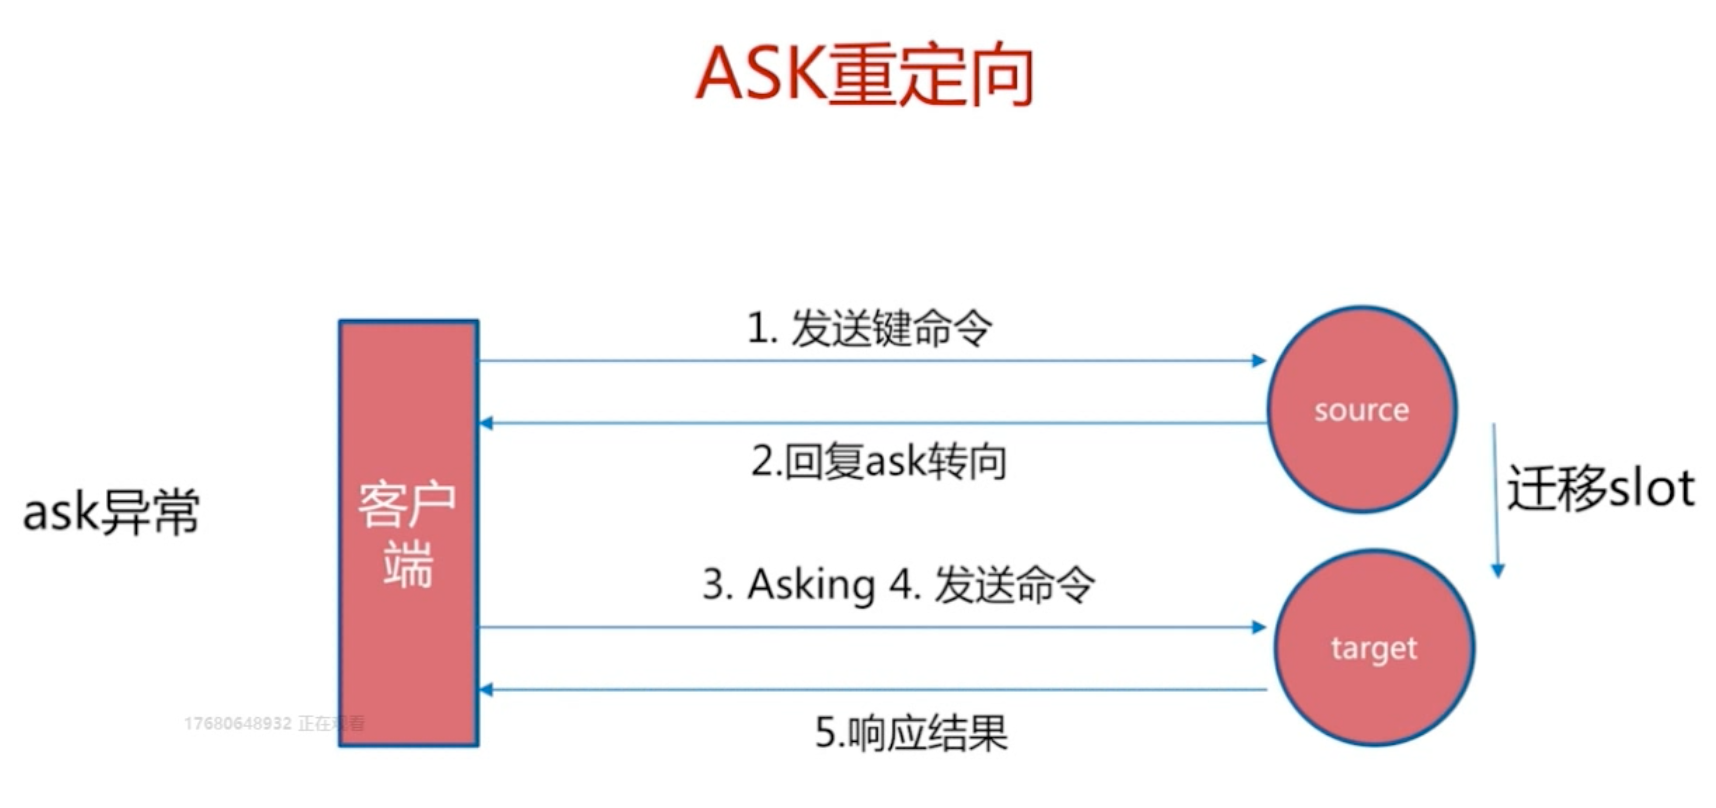 ASK重定向
1. 发送键命令
source
2.回复ask转向
迁移slot
ask异常
客户
端
3. Asking 4. 发送命令
target
17680648932 正在观看
5.响应结果